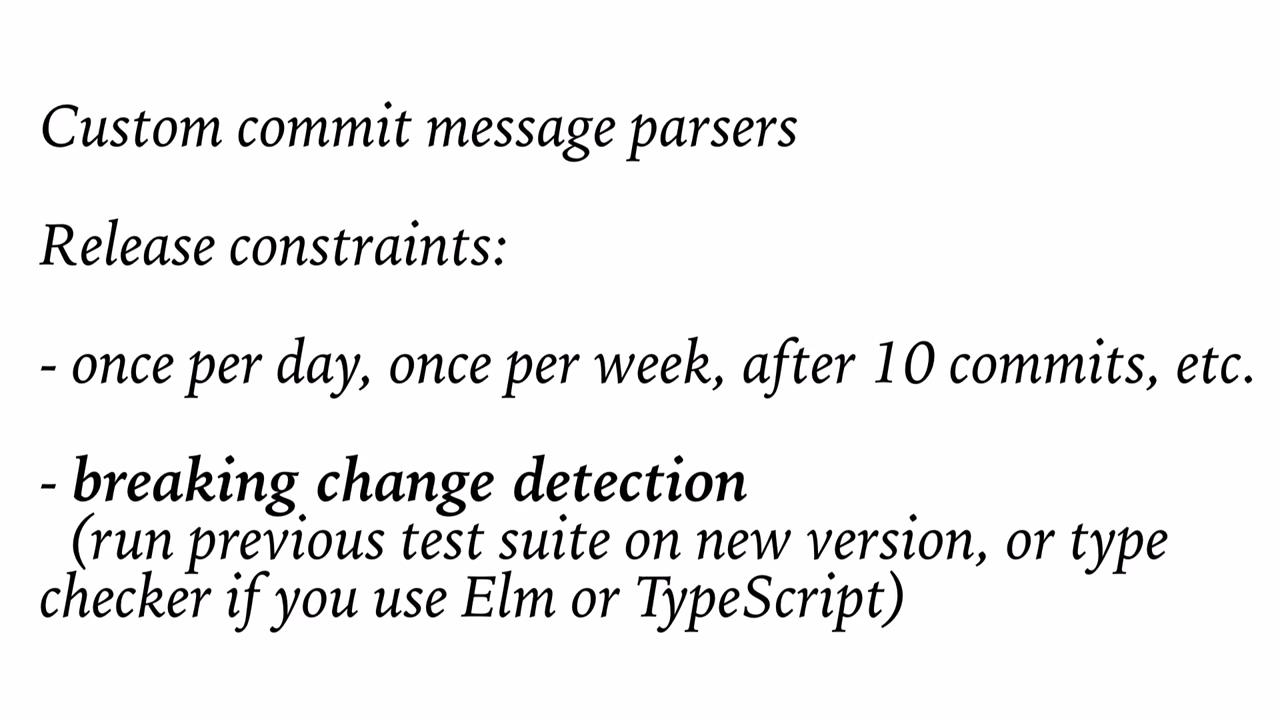 Custom commit message parsers
Release constraints:
- once per day, once per week, after 10 commits, etc.
- breaking change detection
(run previous test suite on new version, or type
checker if you use Elm or TypeScript)